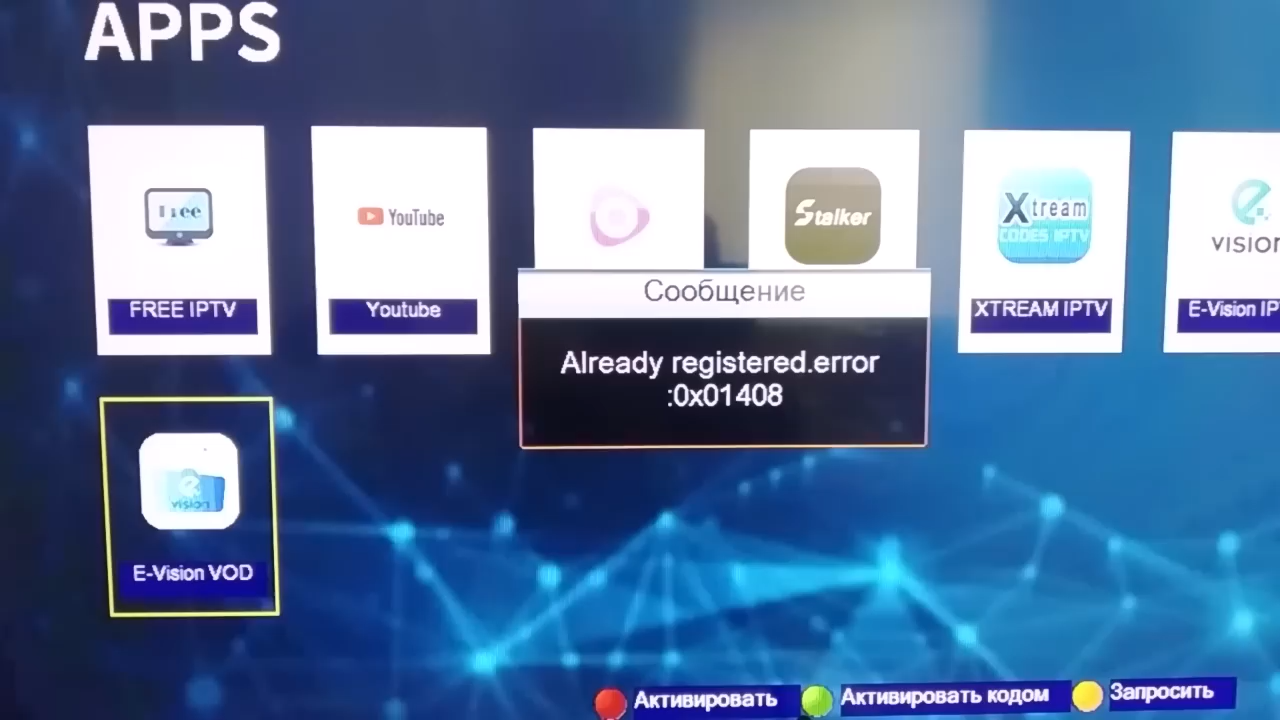 APPS
Free
YouTube
Stalker
Xtream
CODES IPTV
VISION
FREE IPTV
Youtube
XTREAM IPTV
E-Vision IP
Сообщение
Already registered.error
:0x01408
vision
E-Vision VOD
Активировать
Активировать кодом
Запросить